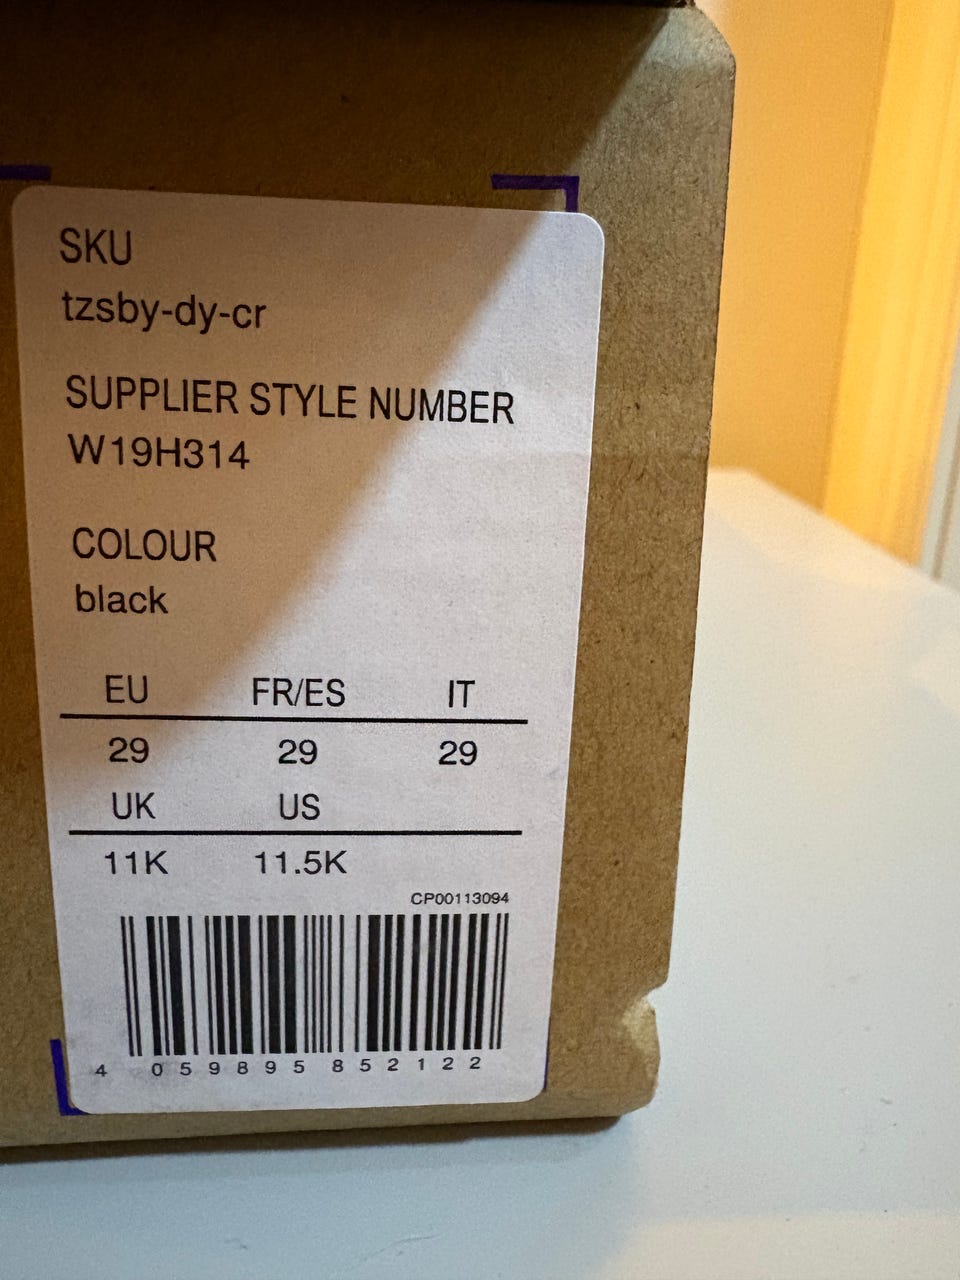 SKU
tzsby-dy-cr
SUPPLIER STYLE NUMBER
W19H314
COLOUR
black
EU FR/ES IT
29 29 29
UK US
11K 11.5K
CP00113094
4 059895 852122